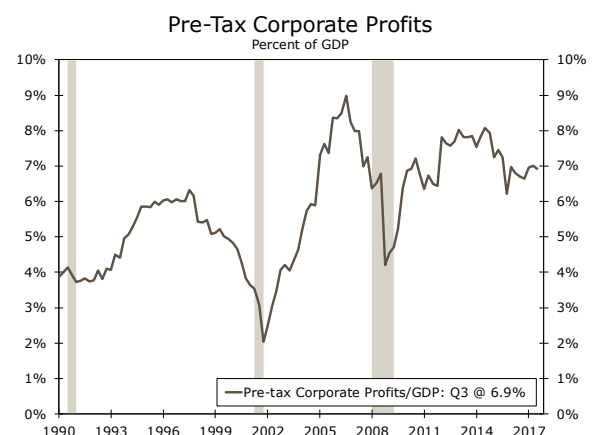 Pre-Tax Corporate Profits
Percent of GDP
10% 10%
9% 9%
8% 8%
7% 7%
6% 6%
5% 5%
4% 4%
3% 3%
2% 2%
1% 1%
Pre-tax Corporate Profits/GDP: Q3 @ 6.9%
0% 0%
1990 1993 1996 1999 2002 2005 2008 2011 2014 2017